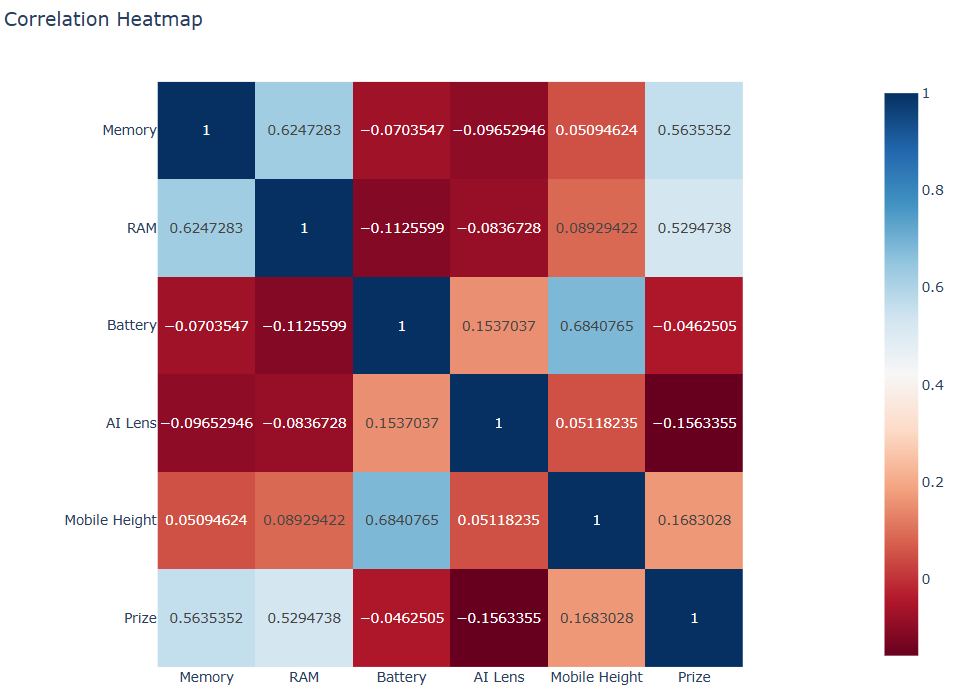 Correlation Heatmap
Memory 1 0.6247283 −0.0703547 −0.09652946 0.05094624 0.5635352
RAM 0.6247283 1 −0.1125599 −0.0836728 0.08929422 0.5294738
Battery −0.0703547 −0.1125599 1 0.1537037 0.6840765 −0.0462505
AI Lens −0.09652946 −0.0836728 0.1537037 1 0.05118235 −0.1563355
Mobile Height 0.05094624 0.08929422 0.6840765 0.05118235 1 0.1683028
Prize 0.5635352 0.5294738 −0.0462505 −0.1563355 0.1683028 1
Memory RAM Battery AI Lens Mobile Height Prize
1
0.8
0.6
0.4
0.2
0